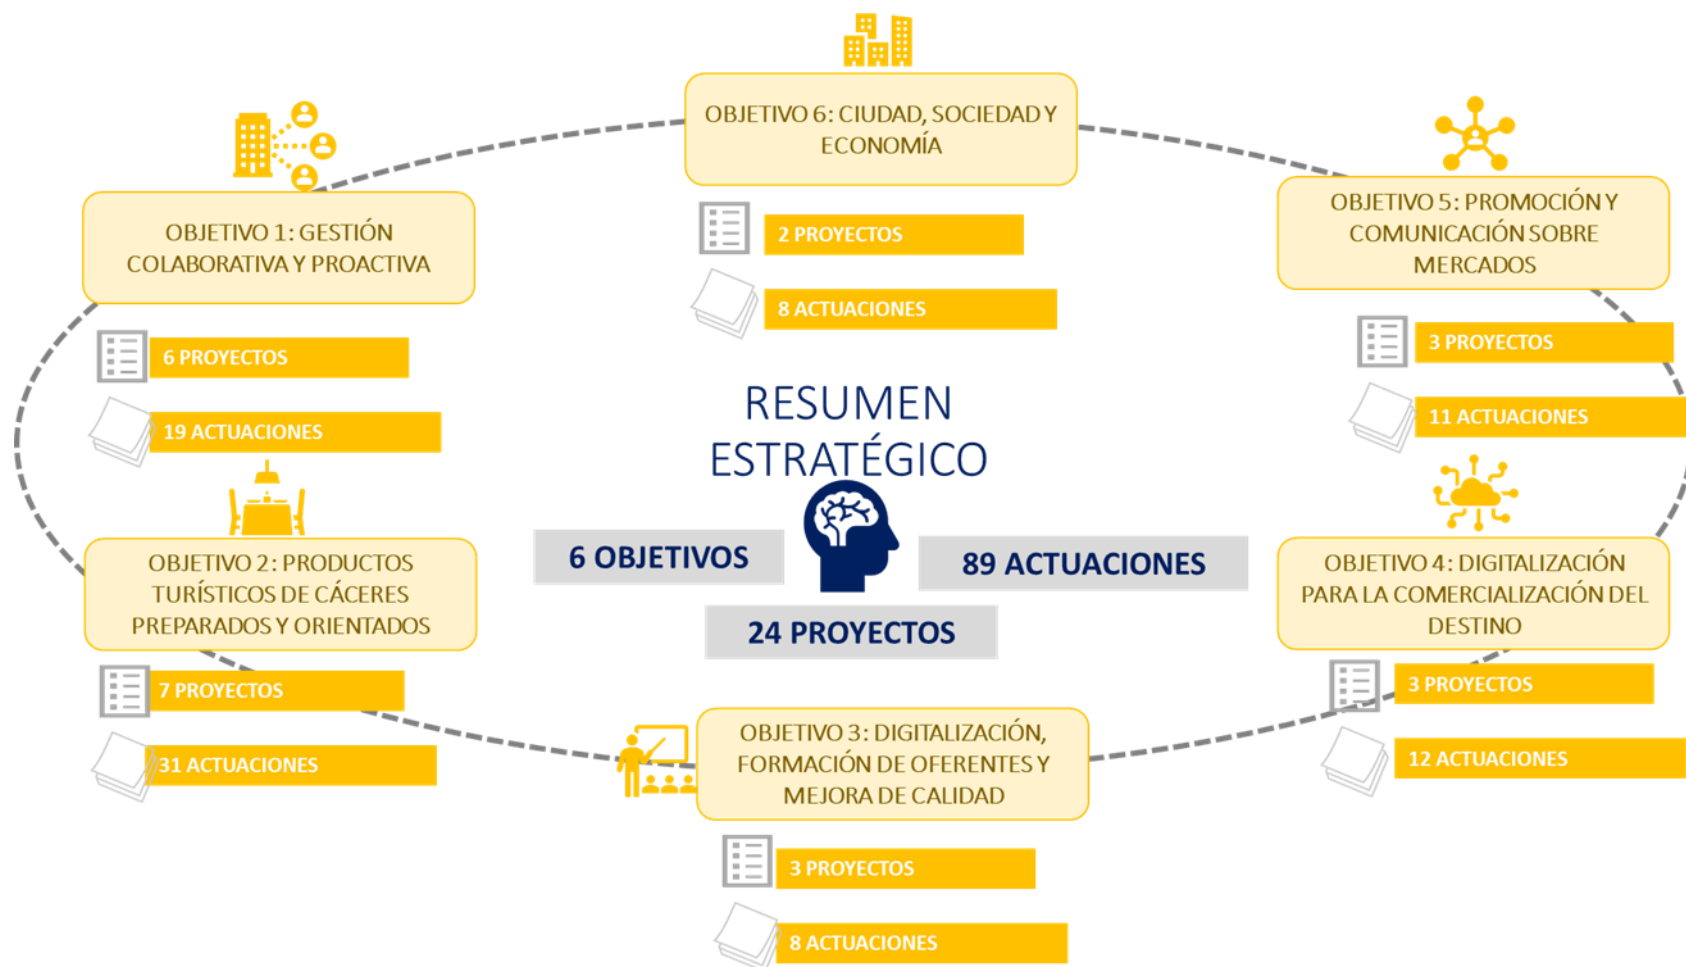 OBJETIVO 6: CIUDAD, SOCIEDAD Y
ECONOMÍA
2 PROYECTOS
8 ACTUACIONES
OBJETIVO 1: GESTIÓN
COLABORATIVA Y PROACTIVA
6 PROYECTOS
19 ACTUACIONES
OBJETIVO 5: PROMOCIÓN Y
COMUNICACIÓN SOBRE
MERCADOS
3 PROYECTOS
11 ACTUACIONES
RESUMEN
ESTRATÉGICO
6 OBJETIVOS
89 ACTUACIONES
24 PROYECTOS
OBJETIVO 2: PRODUCTOS
TURÍSTICOS DE CÁCERES
PREPARADOS Y ORIENTADOS
7 PROYECTOS
31 ACTUACIONES
OBJETIVO 4: DIGITALIZACIÓN
PARA LA COMERCIALIZACIÓN DEL
DESTINO
3 PROYECTOS
12 ACTUACIONES
OBJETIVO 3: DIGITALIZACIÓN,
FORMACIÓN DE OFERENTES Y
MEJORA DE CALIDAD
3 PROYECTOS
8 ACTUACIONES